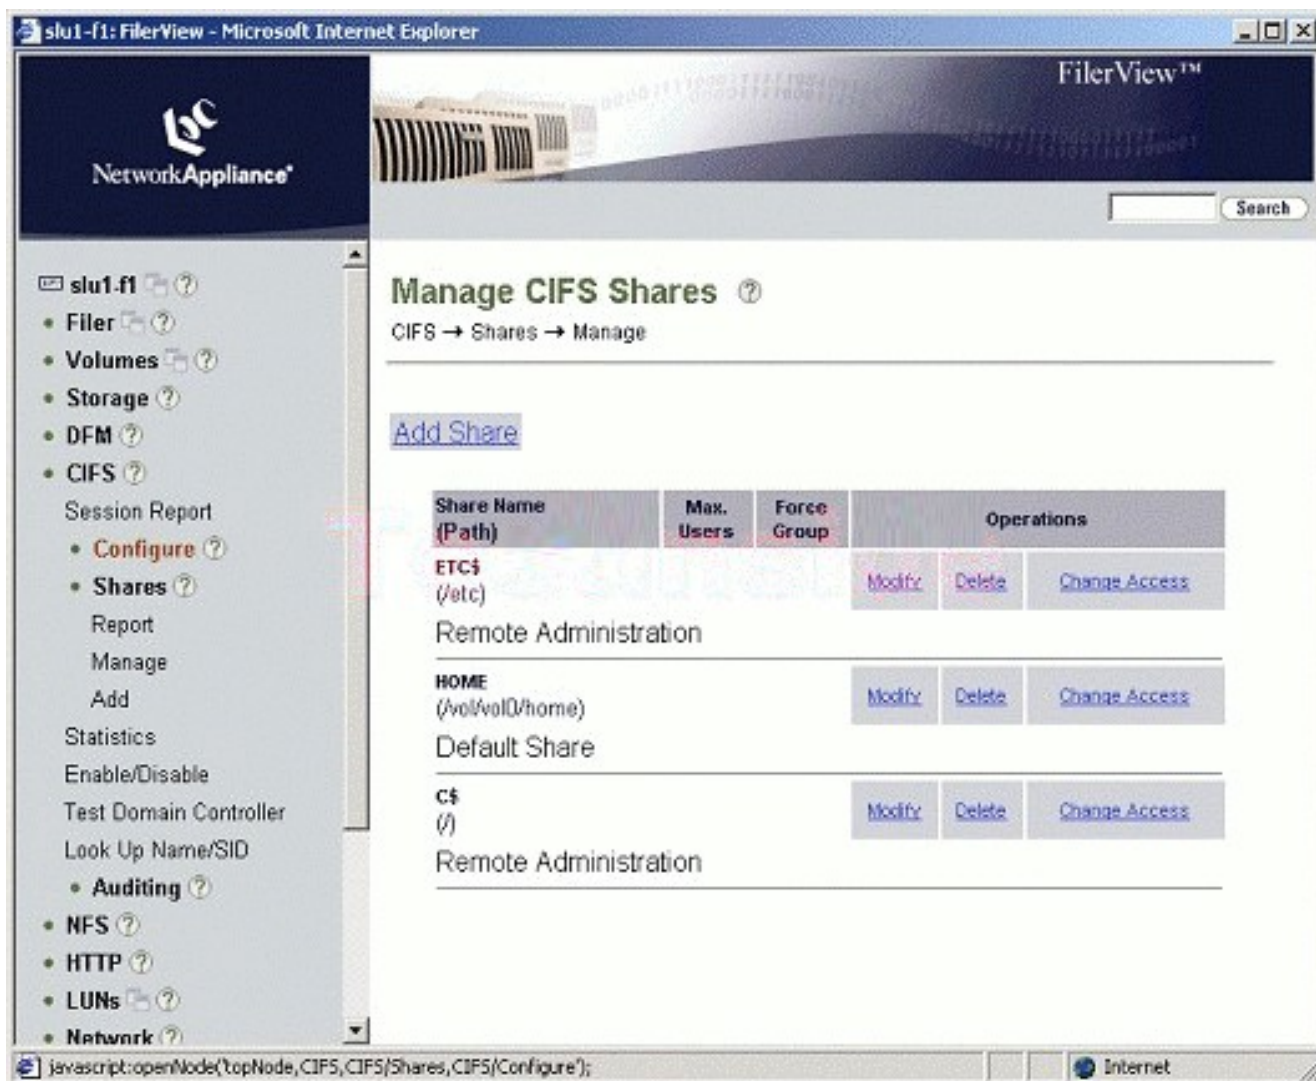 slu1-f1: FilerView - Microsoft Internet Explorer
NetworkAppliance®
FilerView™
Search
slu1-f1
Filer
Volumes
Storage
DFM
CIFS
Session Report
Configure
Shares
Report
Manage
Add
Statistics
Enable/Disable
Test Domain Controller
Look Up Name/SID
Auditing
NFS
HTTP
LUNs
Network
Manage CIFS Shares
CIFS → Shares → Manage
Add Share
Share Name (Path) Max. Users Force Group Operations
ETC$ Modify Delete Change Access
(/etc)
Remote Administration
HOME Modify Delete Change Access
(/vol/vol0/home)
Default Share
C$ Modify Delete Change Access
(/)
Remote Administration
javascript:openNode('topNode,CIFS,CIFS/Shares,CIFS/Configure');
Internet